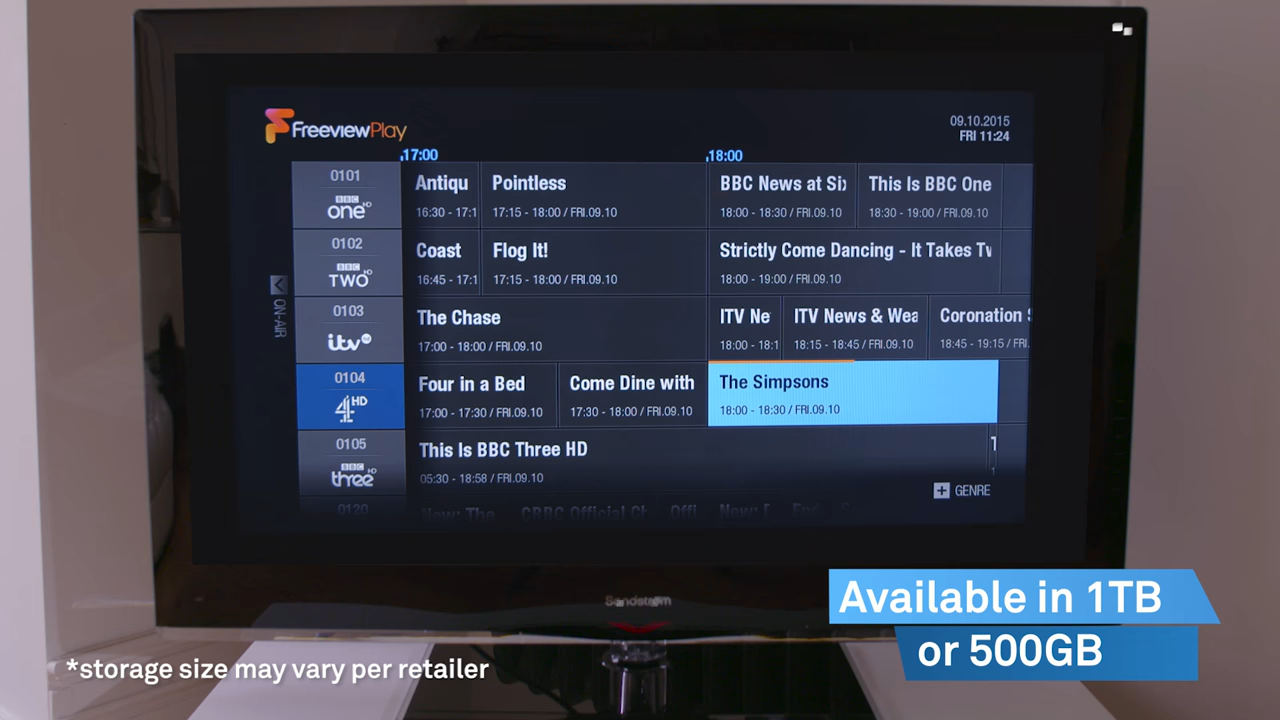 FreeviewPlay
09.10.2015
FRI 11:24
17:00
18:00
0101
BBC one HD
Antiqu
16:30 - 17:1
Pointless
17:15 - 18:00 / FRI.09.10
BBC News at Six
18:00 - 18:30 / FRI.09.10
This Is BBC One
18:30 - 19:00 / FRI.09.10
0102
BBC TWO HD
Coast
16:45 - 17:1
Flog It!
17:15 - 18:00 / FRI.09.10
Strictly Come Dancing - It Takes Tw
18:00 - 19:00 / FRI.09.10
ON-AIR
0103
itv HD
The Chase
17:00 - 18:00 / FRI.09.10
ITV Ne
18:00 - 18:1
ITV News & Wea
18:15 - 18:45 / FRI.09.10
Coronation S
18:45 - 19:15 / FRI.
0104
4 HD
Four in a Bed
17:00 - 17:30 / FRI.09.10
Come Dine with
17:30 - 18:00 / FRI.09.10
The Simpsons
18:00 - 18:30 / FRI.09.10
0105
BBC three HD
This Is BBC Three HD
05:30 - 18:58 / FRI.09.10
GENRE
0120
New: The
CBBC Official Ch
Offi
New:
Sandstrøm
Available in 1TB
or 500GB
*storage size may vary per retailer